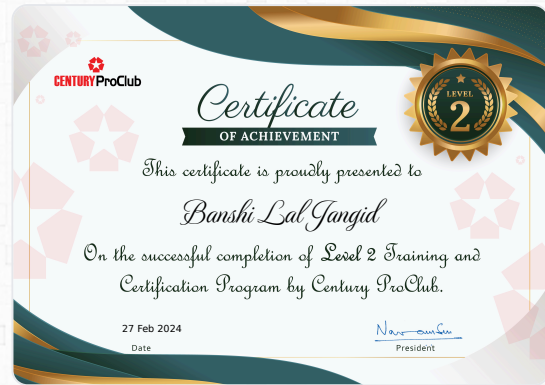 CENTURY ProClub
Certificate
OF ACHIEVEMENT
LEVEL
2
This certificate is proudly presented to
Banshi Lal Jangid
On the successful completion of Level 2 Training and
Certification Program by Century ProClub.
27 Feb 2024
Date
President